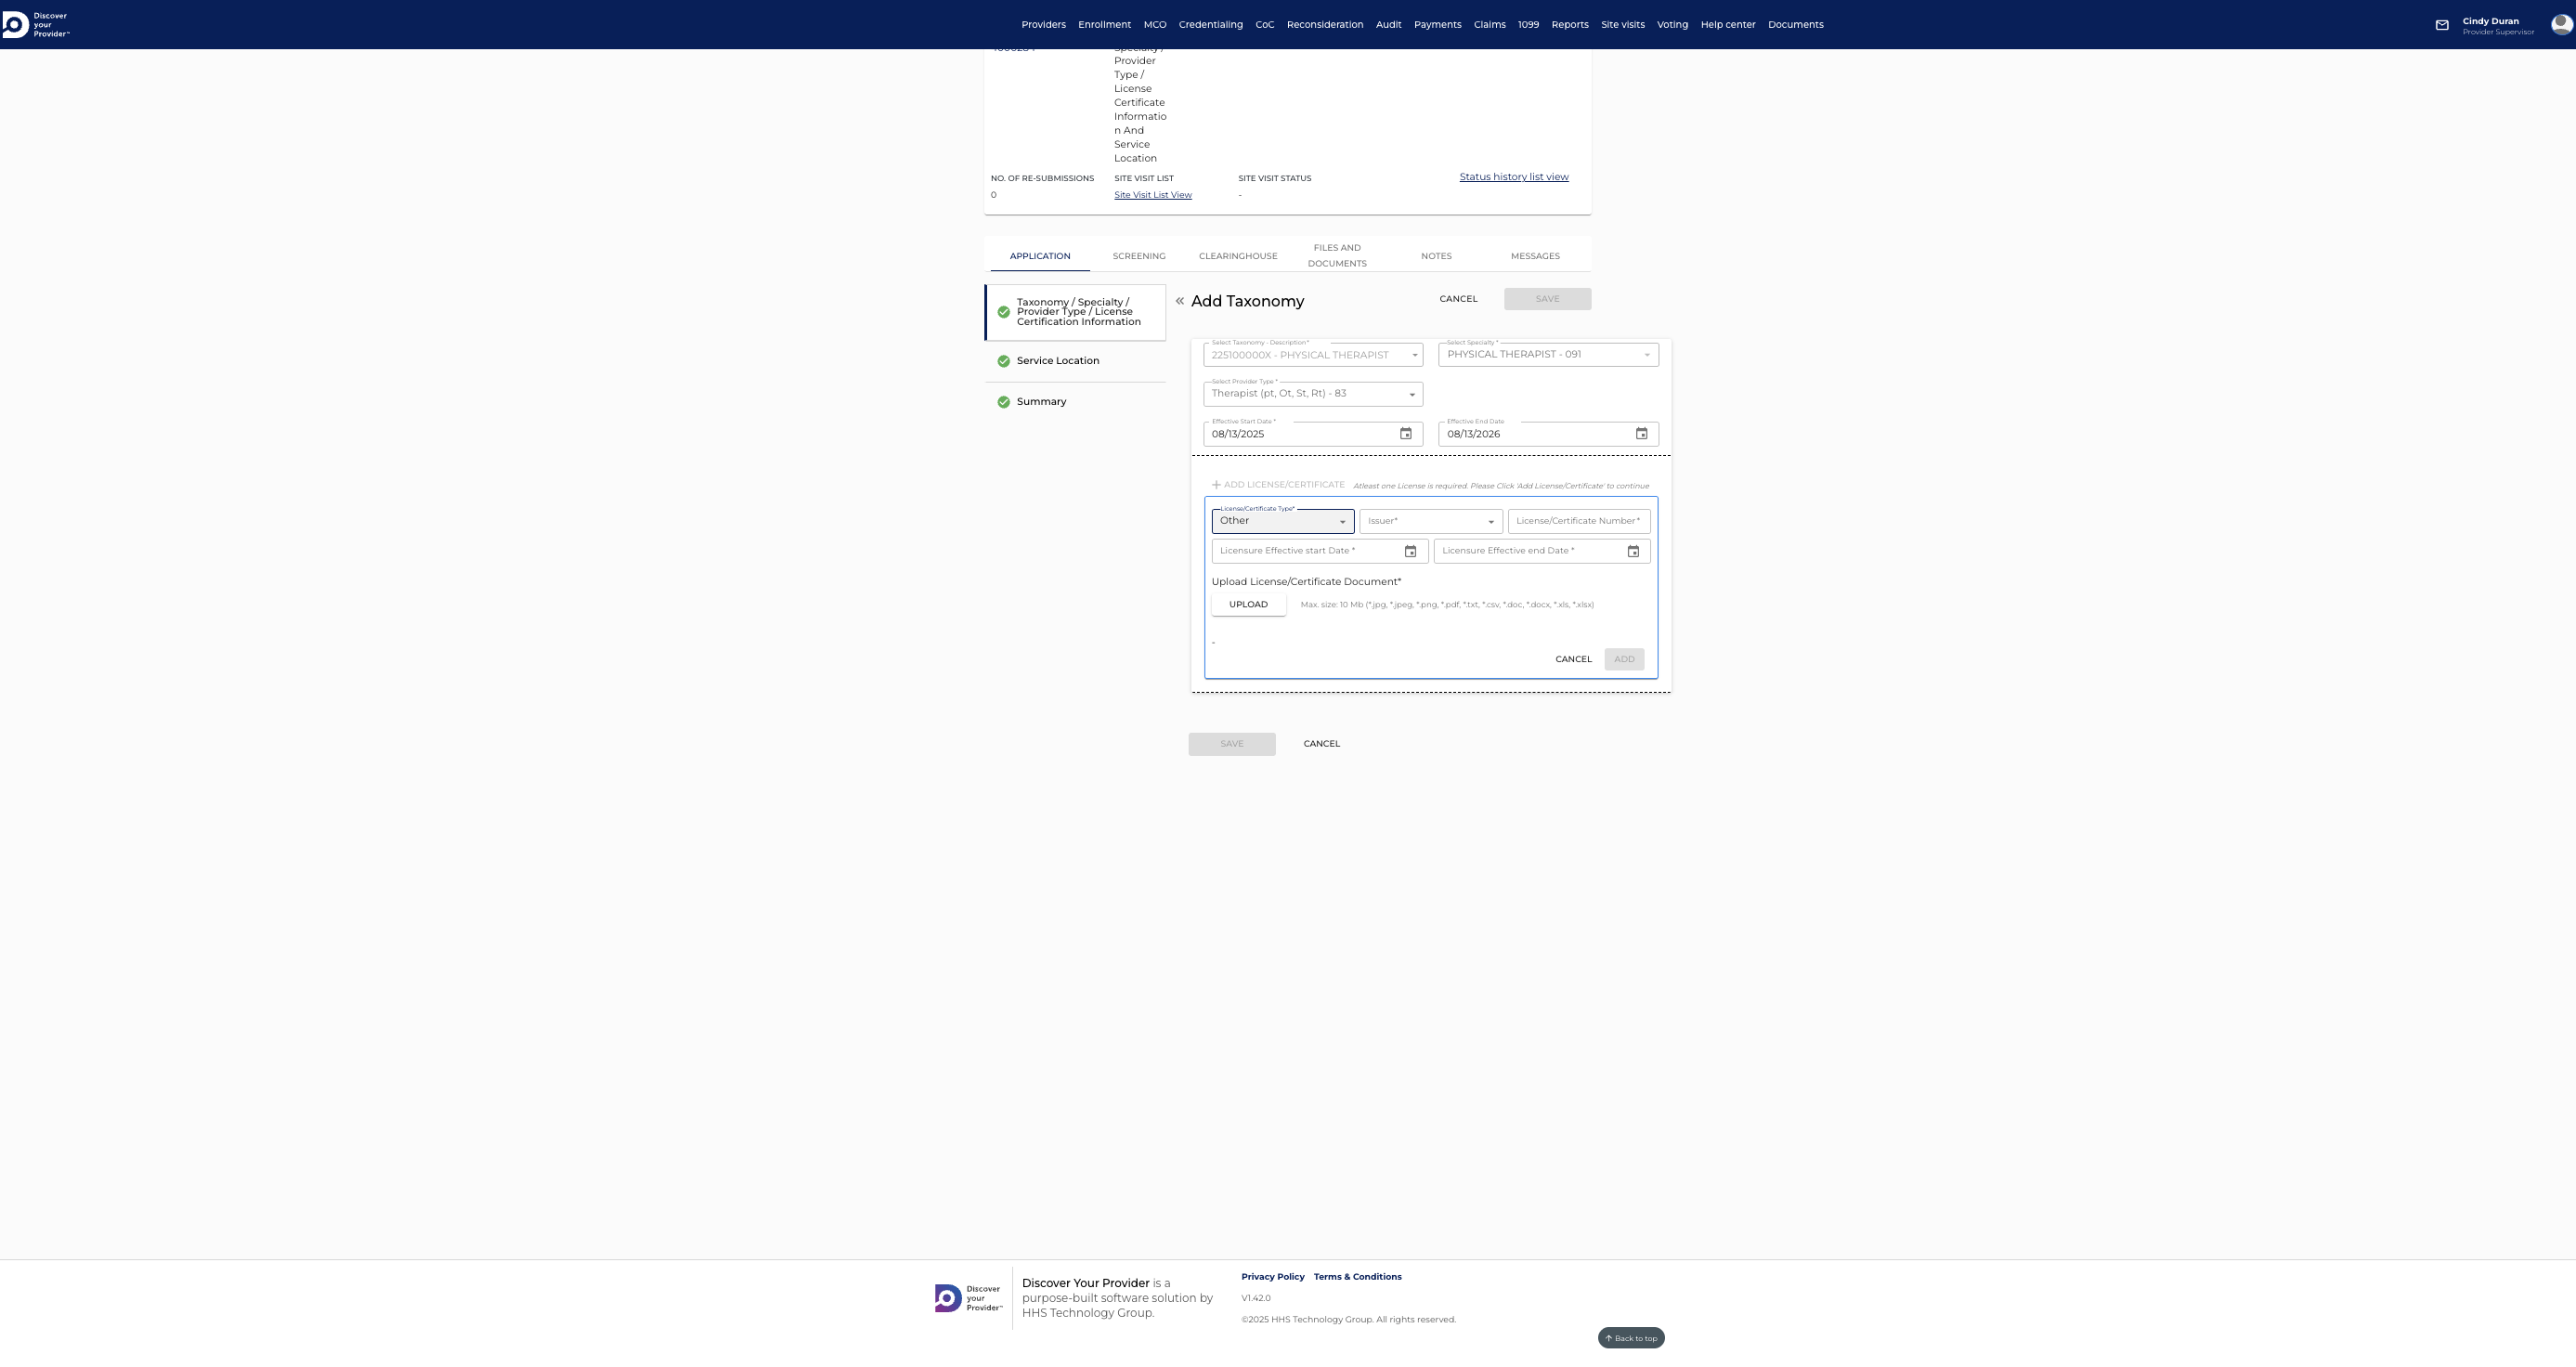 Discover
your
Provider™
Providers Enrollment MCO Credentialing CoC Reconsideration Audit Payments Claims 1099 Reports Site visits Voting Help center Documents
Cindy Duran
Provider Supervisor
Specialty /
Provider
Type /
License
Certificate
Informatio
n And
Service
Location
NO. OF RE-SUBMISSIONS SITE VISIT LIST SITE VISIT STATUS Status history list view
0 Site Visit List View -
APPLICATION SCREENING CLEARINGHOUSE FILES AND DOCUMENTS NOTES MESSAGES
Taxonomy / Specialty /
Provider Type / License
Certification Information
Service Location
Summary
« Add Taxonomy CANCEL SAVE
Select Taxonomy - Description* Select Specialty *
225100000X - PHYSICAL THERAPIST PHYSICAL THERAPIST - 091
Select Provider Type *
Therapist (pt, Ot, St, Rt) - 83
Effective Start Date * Effective End Date
08/13/2025 08/13/2026
+ ADD LICENSE/CERTIFICATE Atleast one License is required. Please Click 'Add License/Certificate' to continue
License/Certificate Type*
Other Issuer* License/Certificate Number*
Licensure Effective start Date * Licensure Effective end Date *
Upload License/Certificate Document*
UPLOAD Max. size: 10 Mb (*.jpg, *.jpeg, *.png, *.pdf, *.txt, *.csv, *.doc, *.docx, *.xls, *.xlsx)
-
CANCEL ADD
SAVE CANCEL
Discover
your
Provider™
Discover Your Provider is a
purpose-built software solution by
HHS Technology Group.
Privacy Policy Terms & Conditions
V1.42.0
©2025 HHS Technology Group. All rights reserved.
Back to top